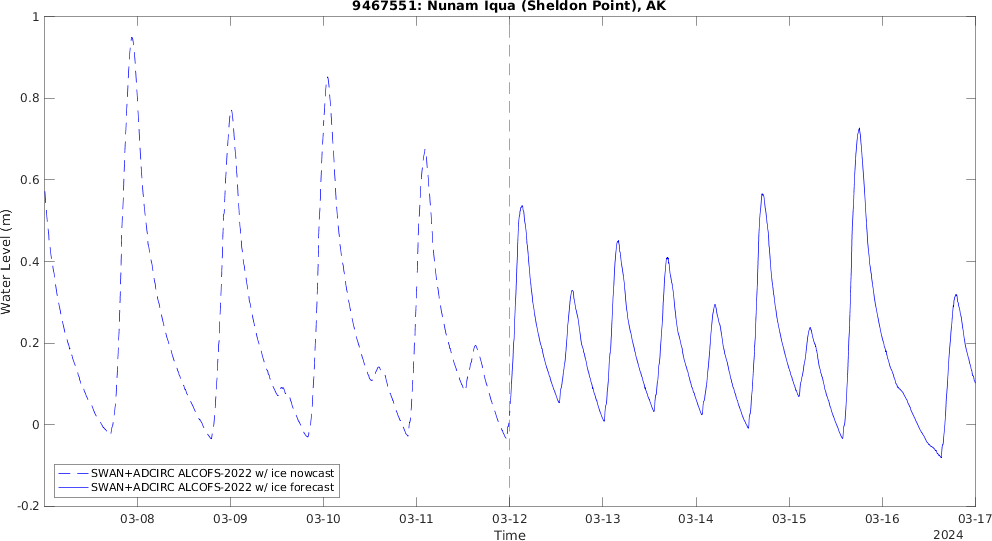 9467551: Nunam Iqua (Sheldon Point), AK
1
0.8
0.6
0.4
0.2
0
-0.2
Water Level (m)
SWAN+ADCIRC ALCOFS-2022 w/ ice nowcast
SWAN+ADCIRC ALCOFS-2022 w/ ice forecast
03-08 03-09 03-10 03-11 03-12 03-13 03-14 03-15 03-16 03-17
Time
2024